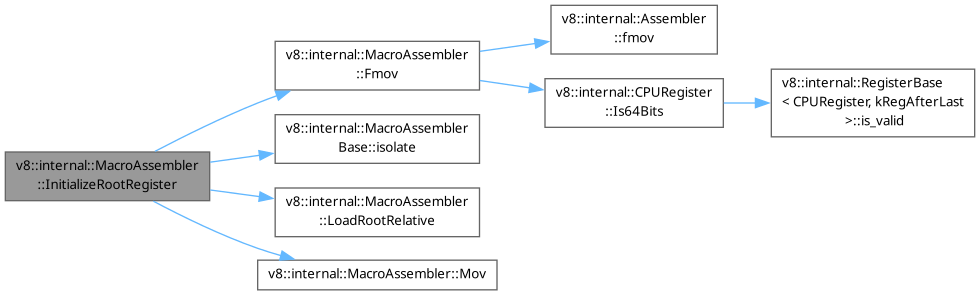 v8::internal::MacroAssembler
::InitializeRootRegister
v8::internal::MacroAssembler
::Fmov
v8::internal::Assembler
::fmov
v8::internal::CPURegister
::Is64Bits
v8::internal::RegisterBase
< CPURegister, kRegAfterLast
>::is_valid
v8::internal::MacroAssembler
Base::isolate
v8::internal::MacroAssembler
::LoadRootRelative
v8::internal::MacroAssembler::Mov